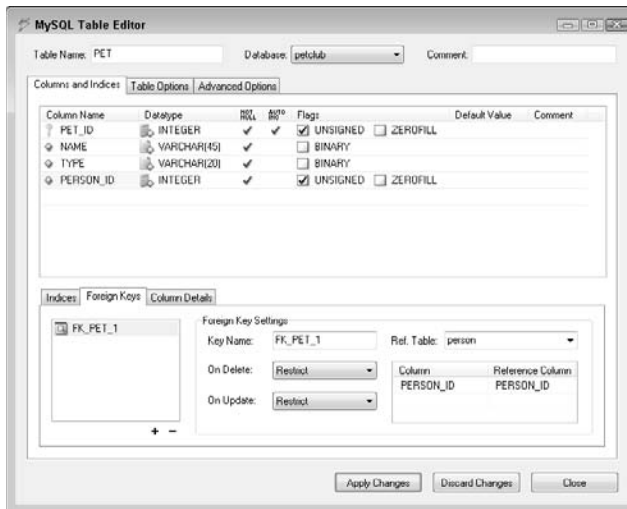 MySQL Table Editor
Table Name: PET Database: petclub Comment:
Columns and Indices Table Options Advanced Options
Column Name Datatype NOT NULL AUTO INC Flags Default Value Comment
PET_ID INTEGER UNSIGNED ZEROFILL
NAME VARCHAR(45) BINARY
TYPE VARCHAR(20) BINARY
PERSON_ID INTEGER UNSIGNED ZEROFILL
Indices Foreign Keys Column Details
FK_PET_1
Foreign Key Settings
Key Name: FK_PET_1 Ref. Table: person
On Delete: Restrict
On Update: Restrict
Column Reference Column
PERSON_ID PERSON_ID
Apply Changes Discard Changes Close